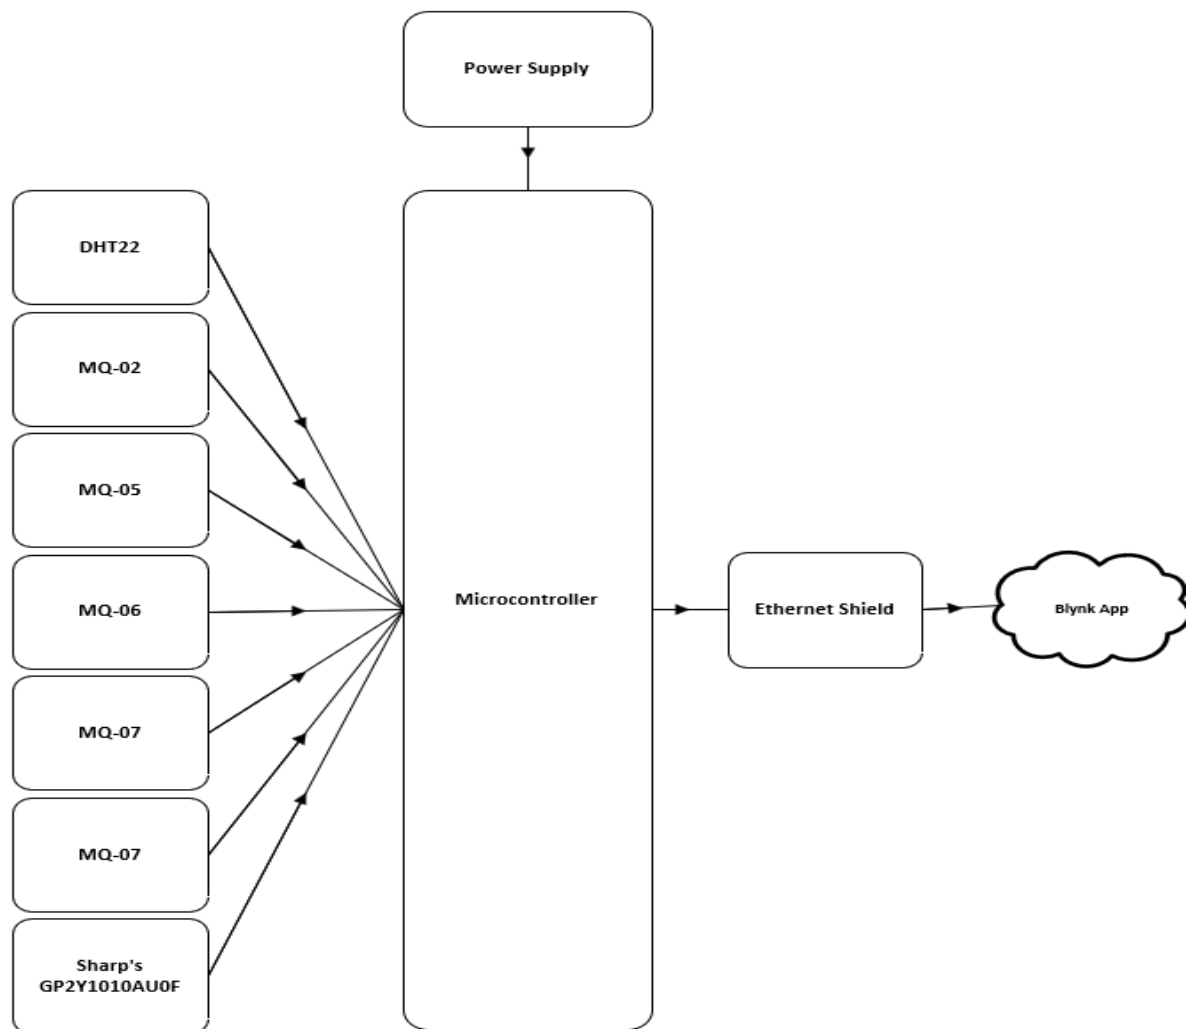 Power Supply
DHT22
MQ-02
MQ-05
MQ-06
MQ-07
MQ-07
Sharp's
GP2Y1010AU0F
Microcontroller
Ethernet Shield
Blynk App